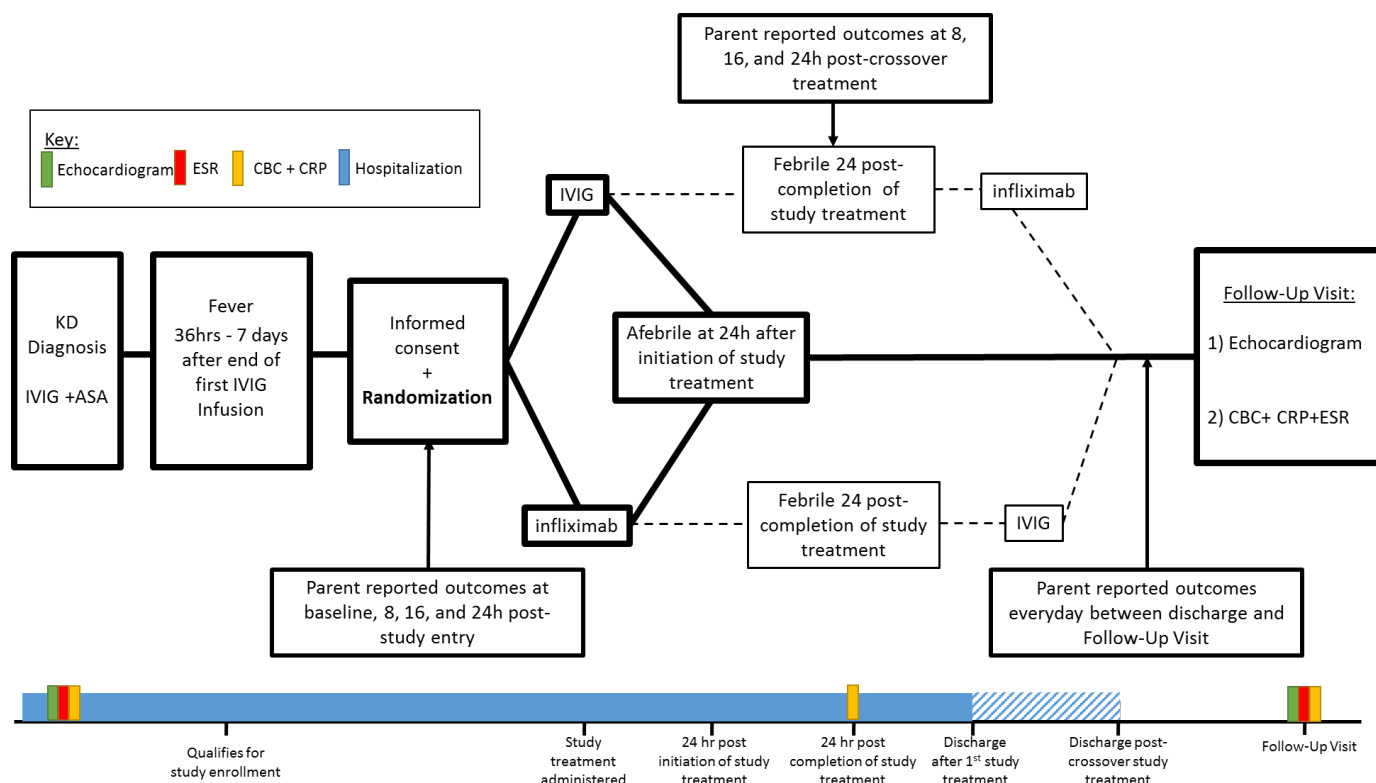 Parent reported outcomes at 8,
16, and 24h post-crossover
treatment
Key:
Echocardiogram
ESR
CBC + CRP
Hospitalization
IVIG
Febrile 24 post-
completion of
study treatment
infliximab
KD
Diagnosis
IVIG +ASA
Fever
36hrs - 7 days
after end of
first IVIG
Infusion
Informed
consent
+
Randomization
Afebrile at 24h after
initiation of study
treatment
Follow-Up Visit:
1) Echocardiogram
2) CBC+ CRP+ESR
infliximab
Febrile 24 post-
completion of study
treatment
IVIG
Parent reported outcomes at
baseline, 8, 16, and 24h post-
study entry
Parent reported outcomes
everyday between discharge and
Follow-Up Visit
Qualifies for
study enrollment
Study
treatment
administered
24 hr post
initiation of study
treatment
24 hr post
completion of study
treatment
Discharge
after 1st study
treatment
Discharge post-
crossover study
treatment
Follow-Up Visit